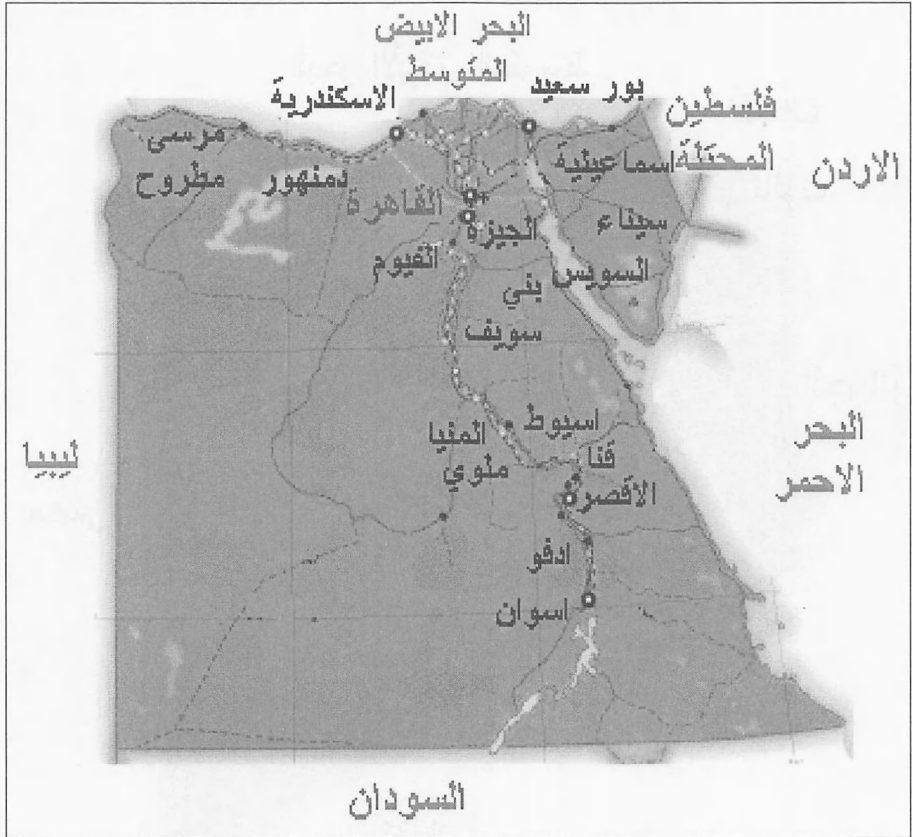 البحر الابيض
المتوسط
بور سعيد
الاسكندرية
فلسطين
المحتلة
الاردن
مرسى
مطروح
دمنهور
اسماعيلية
القاهرة
الجيزة
سيناء
الفيوم
السويس
بني
سويف
اسيوط
المنيا
ملوي
قنا
الاقصر
البحر
الاحمر
ليبيا
ادفو
اسوان
السودان